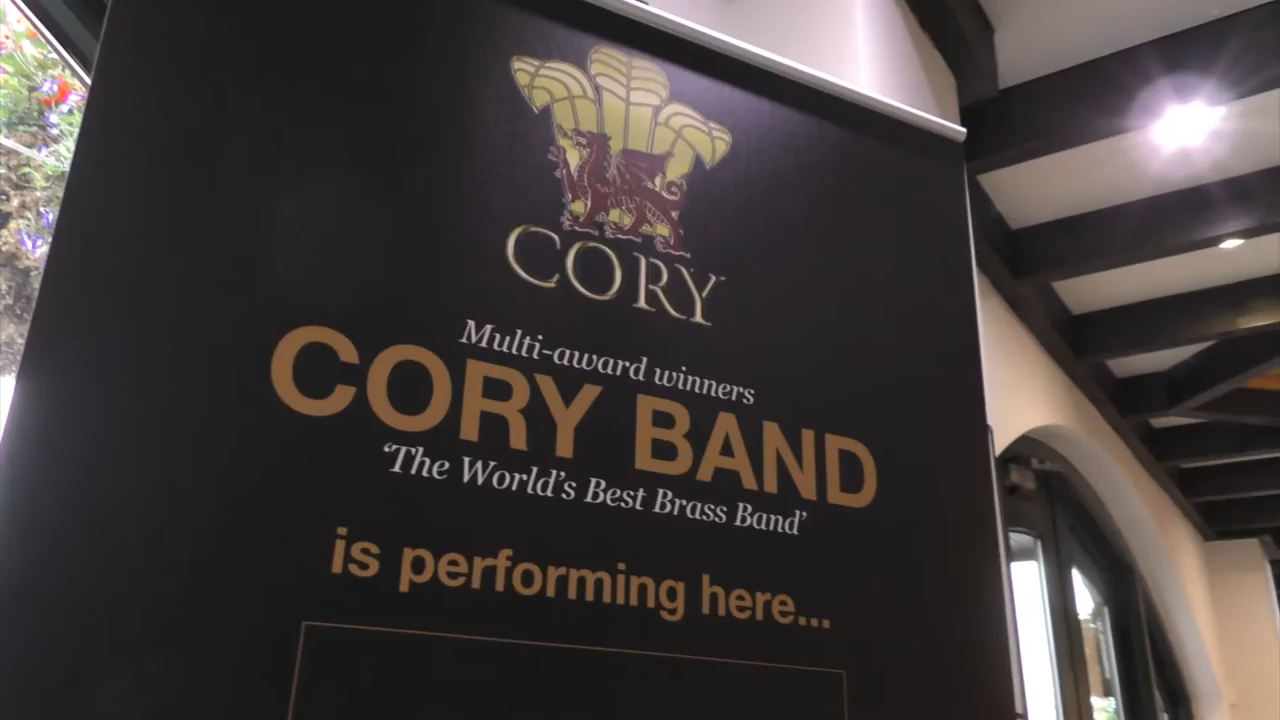 CORY
Multi-award winners
CORY BAND
‘The World’s Best Brass Band’
is performing here...